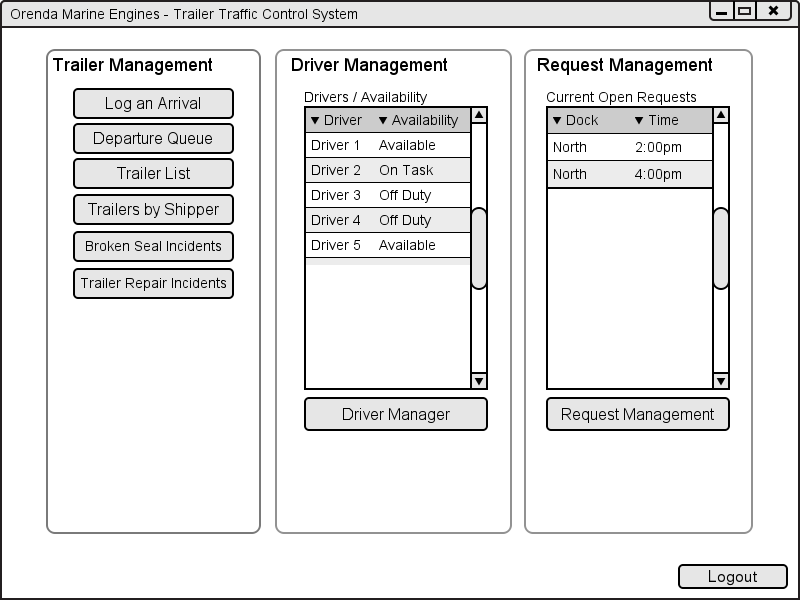 Orenda Marine Engines - Trailer Traffic Control System
Trailer Management
Log an Arrival
Departure Queue
Trailer List
Trailers by Shipper
Broken Seal Incidents
Trailer Repair Incidents
Driver Management
Drivers / Availability
Driver Availability
Driver 1 Available
Driver 2 On Task
Driver 3 Off Duty
Driver 4 Off Duty
Driver 5 Available
Driver Manager
Request Management
Current Open Requests
Dock Time
North 2:00pm
North 4:00pm
Request Management
Logout